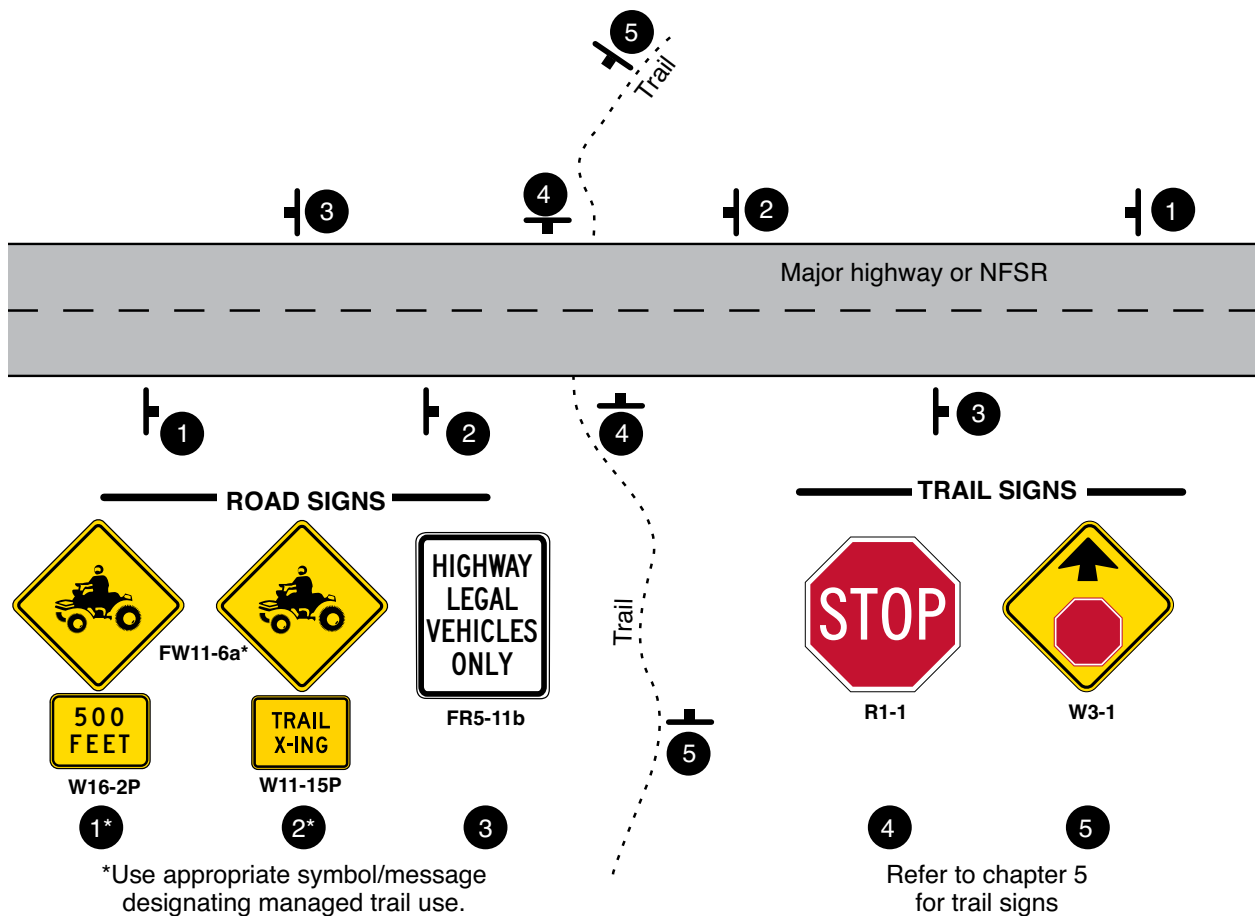 5
Trail
3
4
2
1
Major highway or NFSR
1
2
4
3
ROAD SIGNS
TRAIL SIGNS
HIGHWAY
LEGAL
VEHICLES
ONLY
STOP
Trail
FW11-6a*
500
FEET
TRAIL
X-ING
FR5-11b
R1-1
W3-1
5
W16-2P
W11-15P
1*
2*
3
4
5
*Use appropriate symbol/message
designating managed trail use.
Refer to chapter 5
for trail signs